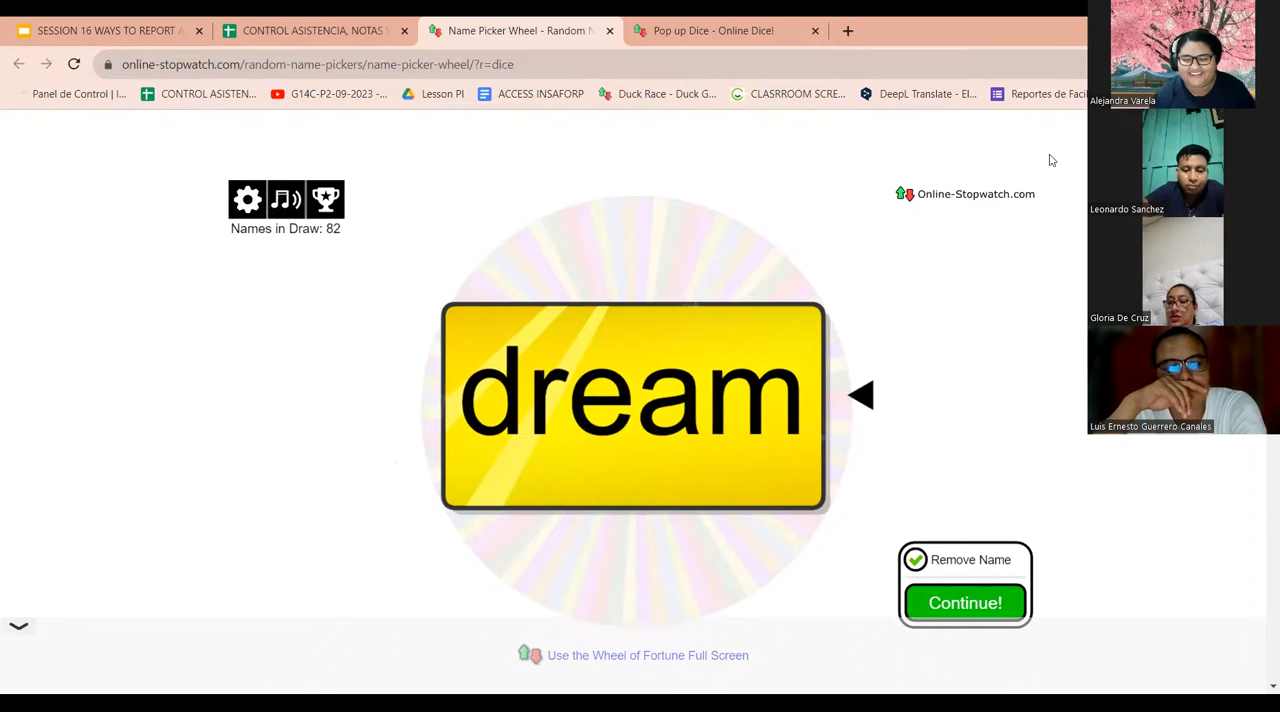 SESSION 16 WAYS TO REPORT A
CONTROL ASISTENCIA, NOTAS
Name Picker Wheel - Random N
Pop up Dice - Online Dice!
online-stopwatch.com/random-name-pickers/name-picker-wheel/?r=dice
Panel de Control | I...
CONTROL ASISTEN...
G14C-P2-09-2023 -...
Lesson Pl
ACCESS INSAFORP
Duck Race - Duck G...
CLASRROOM SCRE...
DeepL Translate - El...
Reportes de Facil
Alejandra Varela
Leonardo Sanchez
Gloria De Cruz
Luis Ernesto Guerrero Canales
Names in Draw: 82
Online-Stopwatch.com
dream
Remove Name
Continue!
Use the Wheel of Fortune Full Screen